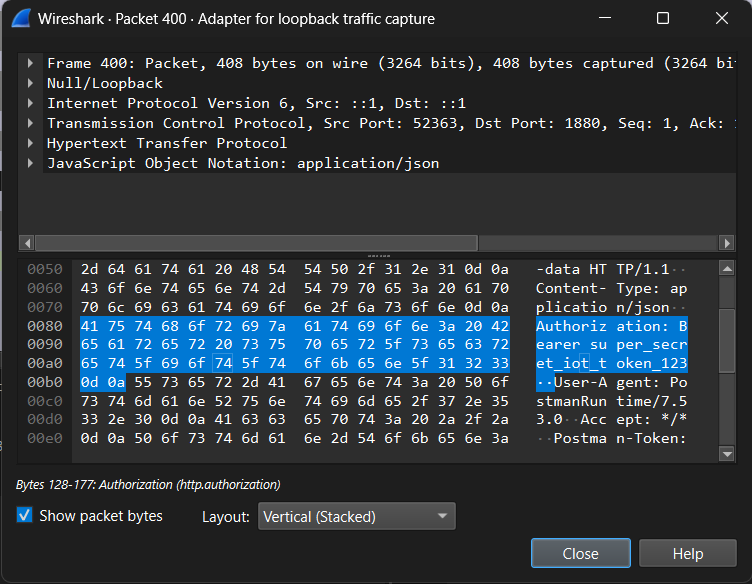 Wireshark · Packet 400 · Adapter for loopback traffic capture
Frame 400: Packet, 408 bytes on wire (3264 bits), 408 bytes captured (3264 bi
Null/Loopback
Internet Protocol Version 6, Src: ::1, Dst: ::1
Transmission Control Protocol, Src Port: 52363, Dst Port: 1880, Seq: 1, Ack:
Hypertext Transfer Protocol
JavaScript Object Notation: application/json
0050 2d 64 61 74 61 20 48 54 54 50 2f 31 2e 31 0d 0a -data HT TP/1.1··
0060 43 6f 6e 74 65 6e 74 2d 54 79 70 65 3a 20 61 70 Content- Type: ap
0070 70 6c 69 63 61 74 69 6f 6e 2f 6a 73 6f 6e 0d 0a plicatio n/json··
0080 41 75 74 68 6f 72 69 7a 61 74 69 6f 6e 3a 20 42 Authoriz ation: B
0090 65 61 72 65 72 20 73 75 70 65 72 5f 73 65 63 72 earer su per_secr
00a0 65 74 5f 69 6f 74 5f 74 6f 6b 65 6e 5f 31 32 33 et_iot_t oken_123
00b0 0d 0a 55 73 65 72 2d 41 67 65 6e 74 3a 20 50 6f ··User-A gent: Po
00c0 73 74 6d 61 6e 52 75 6e 74 69 6d 65 2f 37 2e 35 stmanRun time/7.5
00d0 33 2e 30 0d 0a 41 63 63 65 70 74 3a 20 2a 2f 2a 3.0··Acc ept: */*
00e0 0d 0a 50 6f 73 74 6d 61 6e 2d 54 6f 6b 65 6e 3a ··Postma n-Token:
Bytes 128-177: Authorization (http.authorization)
Show packet bytes Layout: Vertical (Stacked)
Close Help